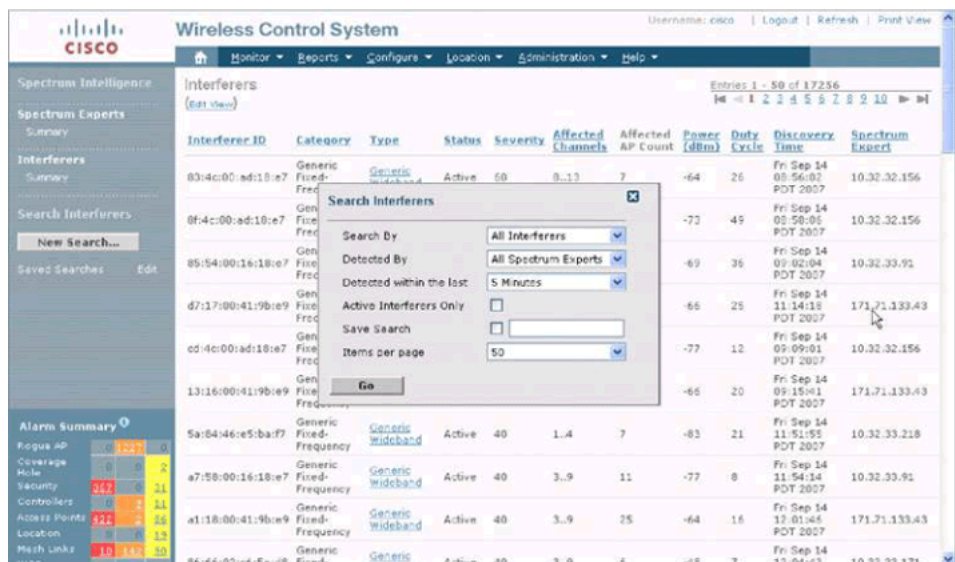 Username: cisco | Logout | Refresh | Print View
CISCO
Wireless Control System
Monitor Reports Configure Location Administration Help
Spectrum Intelligence
Spectrum Experts
Summary
Interferers
Summary
Search Interferers
New Search...
Saved Searches Edit
Interferers
(Edit View)
Entries 1 - 50 of 17256
1 2 3 4 5 6 7 8 9 10
Interferer ID Category Type Status Severity Affected Channels Affected AP Count Power (dBm) Duty Cycle Discovery Time Spectrum Expert
83:4c:00:ad:18:e7 Generic Fixed- Generic Wideband Active 8..13 7 -64 26 Fri Sep 14 08:56:02 PDT 2007 10.32.32.156
8f:4c:00:ad:18:e7 -73 49 Fri Sep 14 08:58:06 PDT 2007 10.32.32.156
85:54:00:16:18:e7 -69 36 Fri Sep 14 09:02:04 PDT 2007 10.32.33.91
d7:17:00:41:9b:e9 -66 25 Fri Sep 14 11:14:18 PDT 2007 171.71.133.43
cd:4c:00:ad:18:e7 -77 12 Fri Sep 14 09:09:01 PDT 2007 10.32.32.156
13:16:00:41:9b:e9 -66 20 Fri Sep 14 09:15:41 PDT 2007 171.71.133.43
5a:84:46:e5:ba:f7 Generic Fixed-Frequency Generic Wideband Active 40 1..4 7 -83 21 Fri Sep 14 11:51:55 PDT 2007 10.32.33.218
a7:58:00:16:18:e7 Generic Fixed-Frequency Generic Wideband Active 40 3..9 11 -77 8 Fri Sep 14 11:54:14 PDT 2007 10.32.33.91
a1:18:00:41:9b:e9 Generic Fixed-Frequency Generic Wideband Active 40 3..9 25 -64 16 Fri Sep 14 12:01:46 PDT 2007 171.71.133.43
Generic Generic Fri Sep 14
Search Interferers
Search By All Interferers
Detected By All Spectrum Experts
Detected within the last 5 Minutes
Active Interferers Only
Save Search
Items per page 50
Go
Alarm Summary
Rogue AP 0 1227 0
Coverage Hole 0 0 2
Security 367 0 31
Controllers 0 2 11
Access Points 422 2 56
Location 0 0 19
Mesh Links 10 30